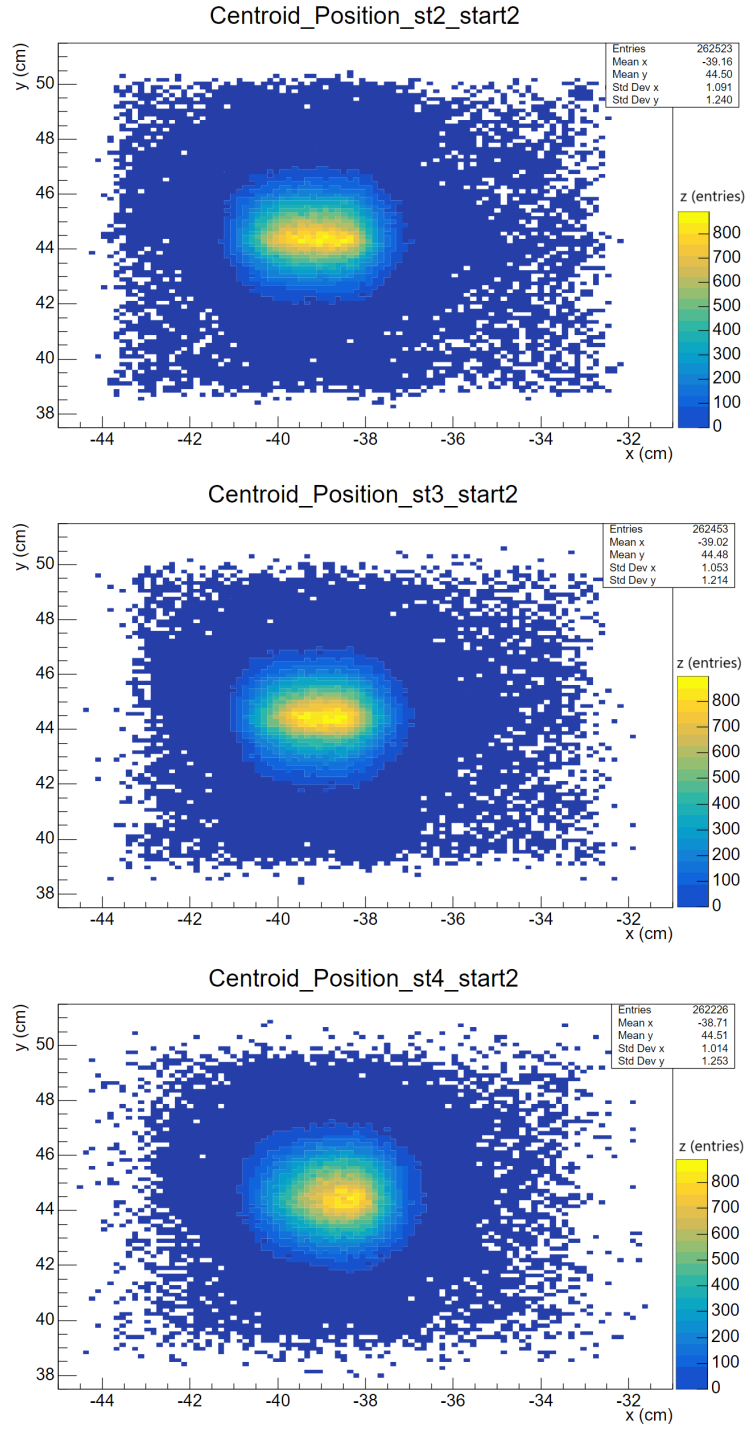 Centroid_Position_st2_start2
y (cm)
50
48
46
44
42
40
38
-44 -42 -40 -38 -36 -34 -32
x (cm)
Entries 262523
Mean x -39.16
Mean y 44.50
Std Dev x 1.091
Std Dev y 1.240
z (entries)
800
700
600
500
400
300
200
100
0
Centroid_Position_st3_start2
y (cm)
50
48
46
44
42
40
38
-44 -42 -40 -38 -36 -34 -32
x (cm)
Entries 262453
Mean x -39.02
Mean y 44.48
Std Dev x 1.053
Std Dev y 1.214
z (entries)
800
700
600
500
400
300
200
100
0
Centroid_Position_st4_start2
y (cm)
50
48
46
44
42
40
38
-44 -42 -40 -38 -36 -34 -32
x (cm)
Entries 262226
Mean x -38.71
Mean y 44.51
Std Dev x 1.014
Std Dev y 1.253
z (entries)
800
700
600
500
400
300
200
100
0